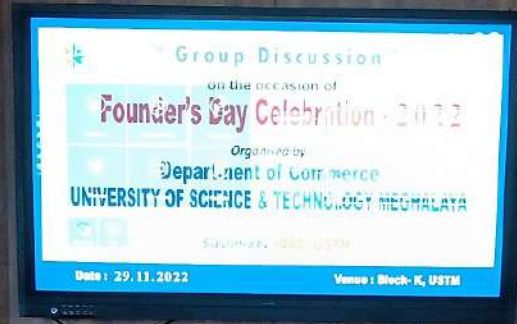 " Group Discussion
on the occasion of
Founder's Day Celebration - 2022
Organised by
Department of Commerce
UNIVERSITY OF SCIENCE & TECHNOLOGY MEGHALAYA
USTM
Date : 29.11.2022
Venue : Block- K, USTM